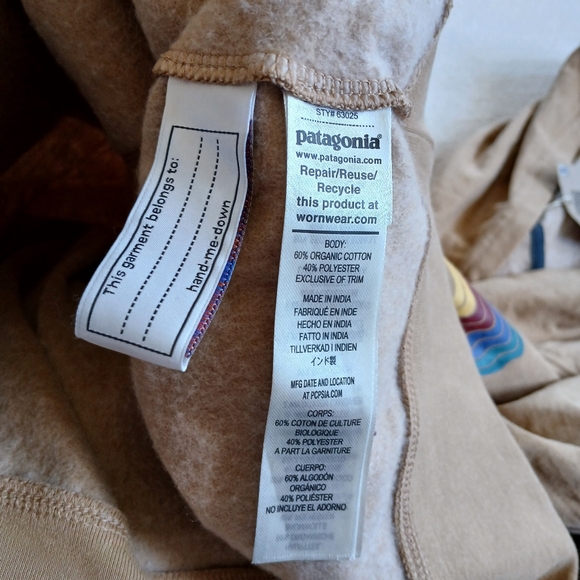 This garment belongs to:
hand-me-down
STY# 63025
patagonia®
www.patagonia.com
Repair/Reuse/
Recycle
this product at
wornwear.com
BODY:
60% ORGANIC COTTON
40% POLYESTER
EXCLUSIVE OF TRIM
MADE IN INDIA
FABRIQUÉ EN INDE
HECHO EN INDIA
FATTO IN INDIA
TILLVERKAD I INDIEN
インド製
MFG DATE AND LOCATION
AT PCPSIA.COM
CORPS:
60% COTON DE CULTURE
BIOLOGIQUE
40% POLYESTER
A PART LA GARNITURE
CUERPO:
60% ALGODÓN
ORGÁNICO
40% POLIÉSTER
NO INCLUYE EL ADORNO